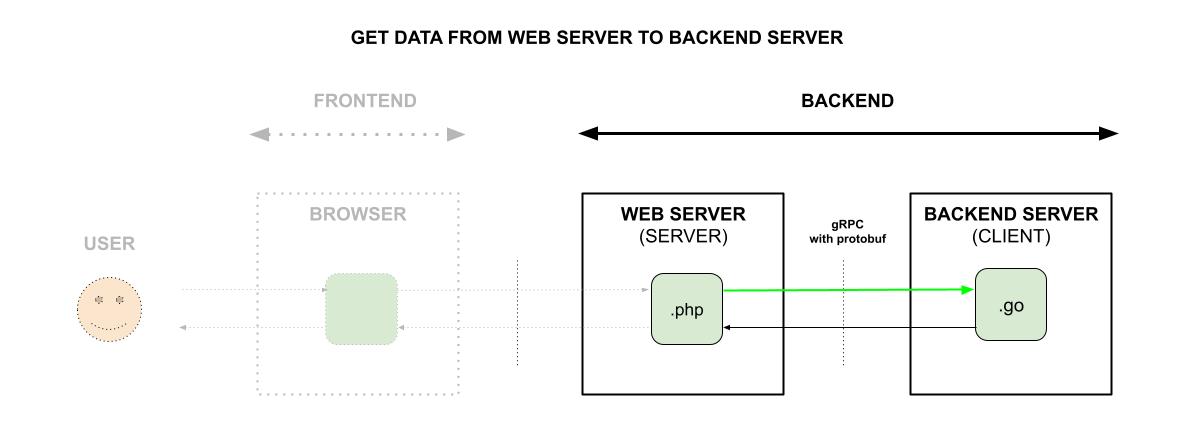 GET DATA FROM WEB SERVER TO BACKEND SERVER
FRONTEND
BACKEND
BROWSER
WEB SERVER
(SERVER)
gRPC
with protobuf
BACKEND SERVER
(CLIENT)
USER
.php
.go